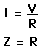 I = V/R
Z = R